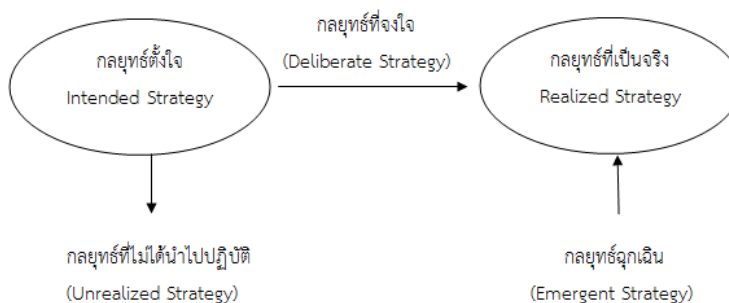 กลยุทธ์ที่จงใจ
(Deliberate Strategy)
กลยุทธ์ตั้งใจ
Intended Strategy
กลยุทธ์ที่เป็นจริง
Realized Strategy
กลยุทธ์ที่ไม่ได้นำไปปฏิบัติ
(Unrealized Strategy)
กลยุทธ์ฉุกเฉิน
(Emergent Strategy)